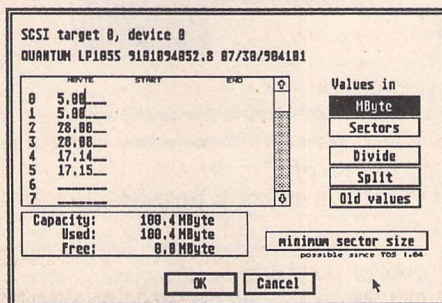 SCSI target 0, device 0
QUANTUM LP105S 9101094052.8 07/30/904101
MBYTE START END
Values in
0 5.00
1 5.00
2 28.00
3 28.00
4 17.14
5 17.15
6
7
MByte
Sectors
Divide
Split
Old values
Capacity: 100.4 MByte
Used: 100.4 MByte
Free: 0.0 MByte
minimum sector size
possible since TOS 1.04
OK
Cancel